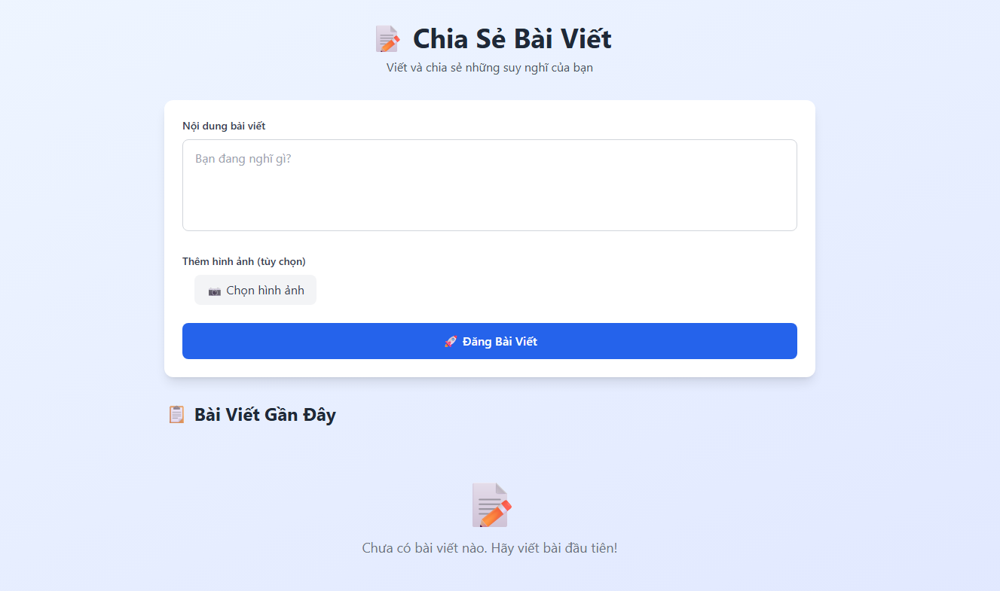 Chia Sẻ Bài Viết
Viết và chia sẻ những suy nghĩ của bạn
Nội dung bài viết
Bạn đang nghĩ gì?
Thêm hình ảnh (tùy chọn)
Chọn hình ảnh
Đăng Bài Viết
Bài Viết Gần Đây
Chưa có bài viết nào. Hãy viết bài đầu tiên!